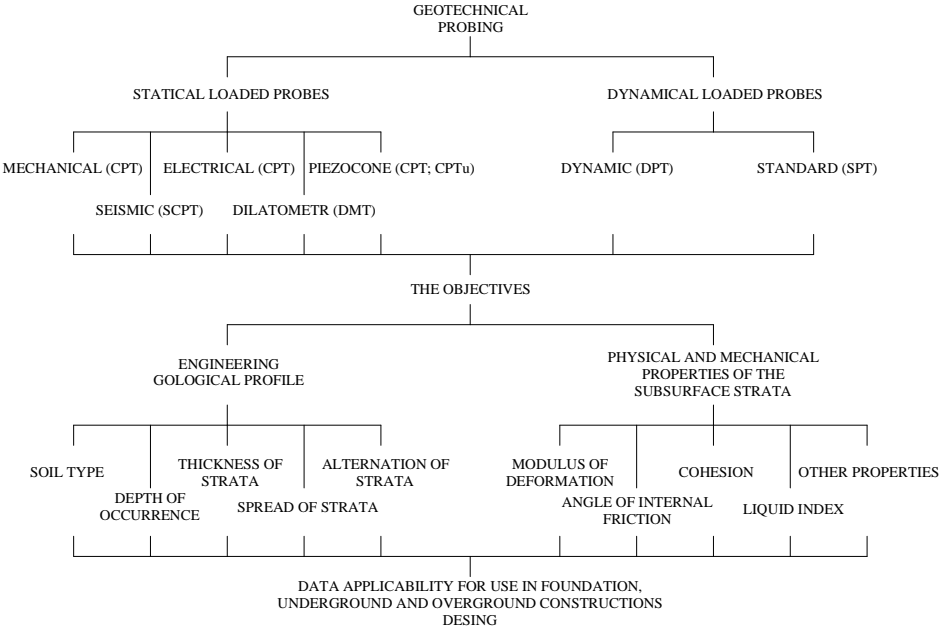 GEOTECHNICAL
PROBING
STATICAL LOADED PROBES
DYNAMICAL LOADED PROBES
MECHANICAL (CPT)
ELECTRICAL (CPT)
PIEZOCONE (CPT; CPTu)
DYNAMIC (DPT)
STANDARD (SPT)
SEISMIC (SCPT)
DILATOMETR (DMT)
THE OBJECTIVES
ENGINEERING
GOLOGICAL PROFILE
PHYSICAL AND MECHANICAL
PROPERTIES OF THE
SUBSURFACE STRATA
SOIL TYPE
DEPTH OF
OCCURRENCE
THICKNESS OF
STRATA
SPREAD OF STRATA
ALTERNATION OF
STRATA
MODULUS OF
DEFORMATION
ANGLE OF INTERNAL
FRICTION
COHESION
LIQUID INDEX
OTHER PROPERTIES
DATA APPLICABILITY FOR USE IN FOUNDATION,
UNDERGROUND AND OVERGROUND CONSTRUCTIONS
DESING